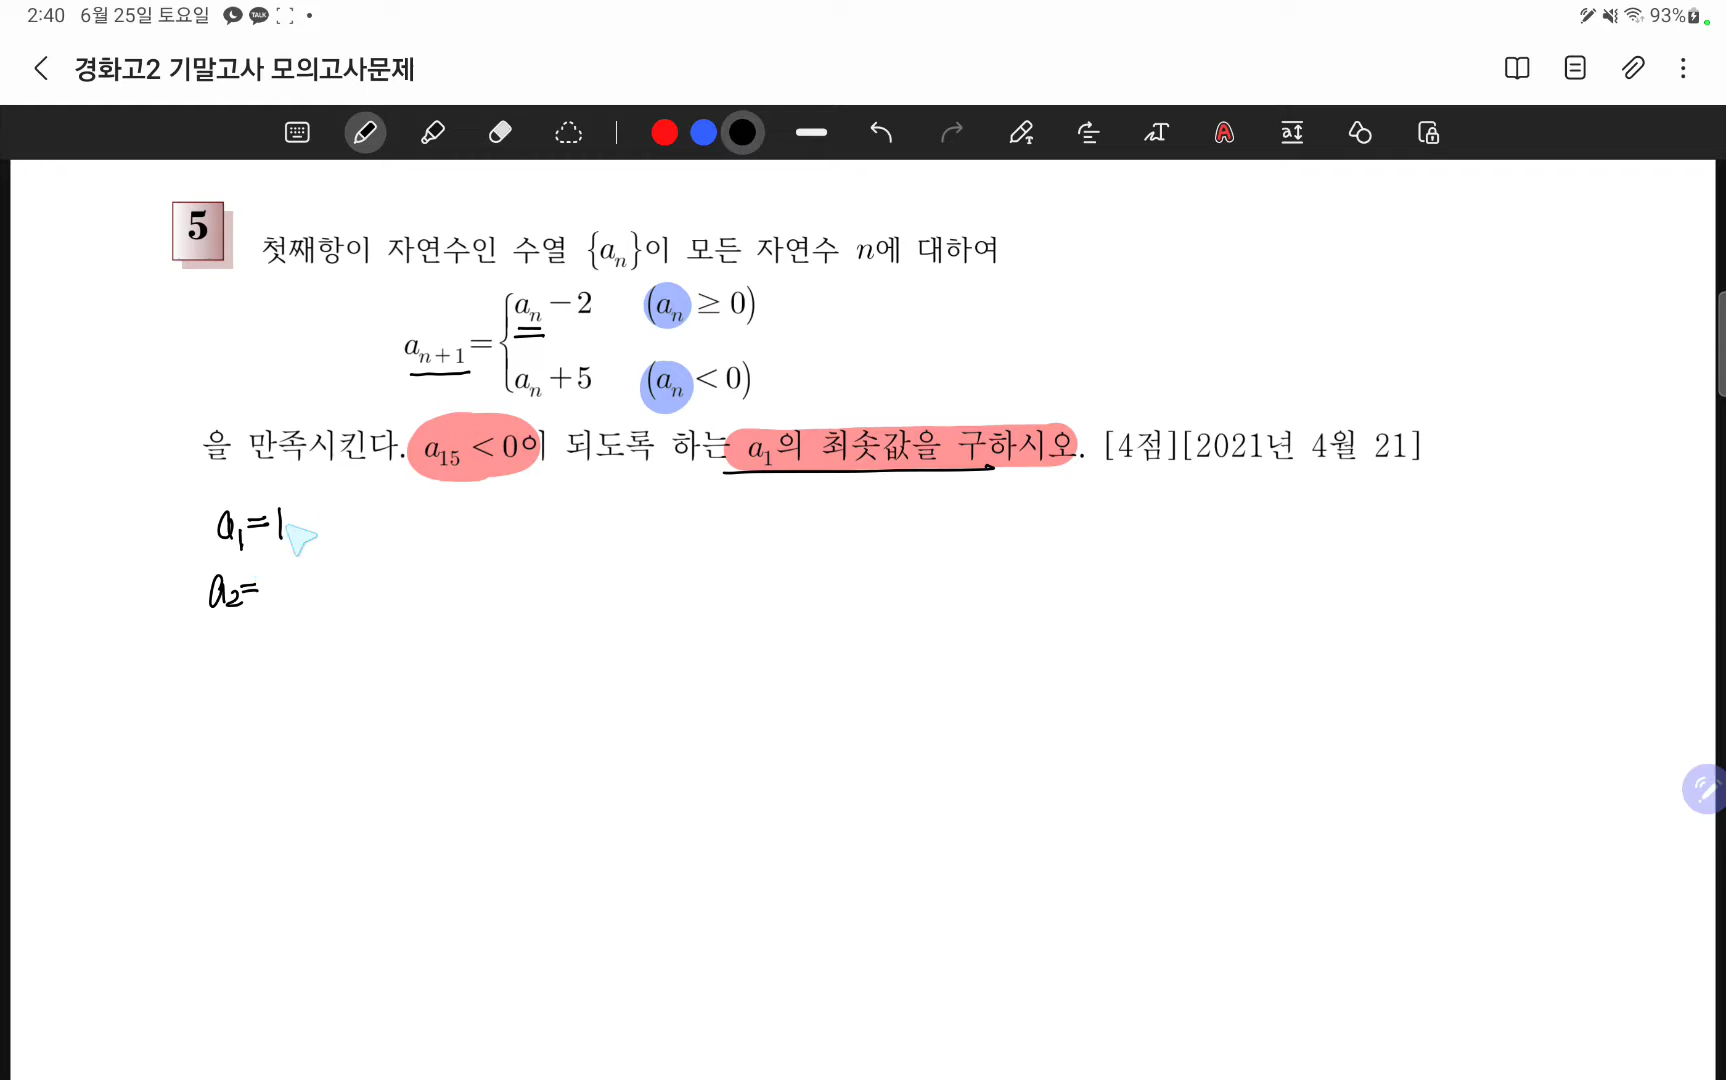 2:40 6월 25일 토요일 TALK 93%
경화고2 기말고사 모의고사문제
5 첫째항이 자연수인 수열 {aₙ}이 모든 자연수 n에 대하여
aₙ₊₁ = { aₙ − 2 (aₙ ≥ 0)
aₙ + 5 (aₙ < 0)
을 만족시킨다. a₁₅ < 0이 되도록 하는 a₁의 최솟값을 구하시오. [4점][2021년 4월 21]
a₁=1
a₂=